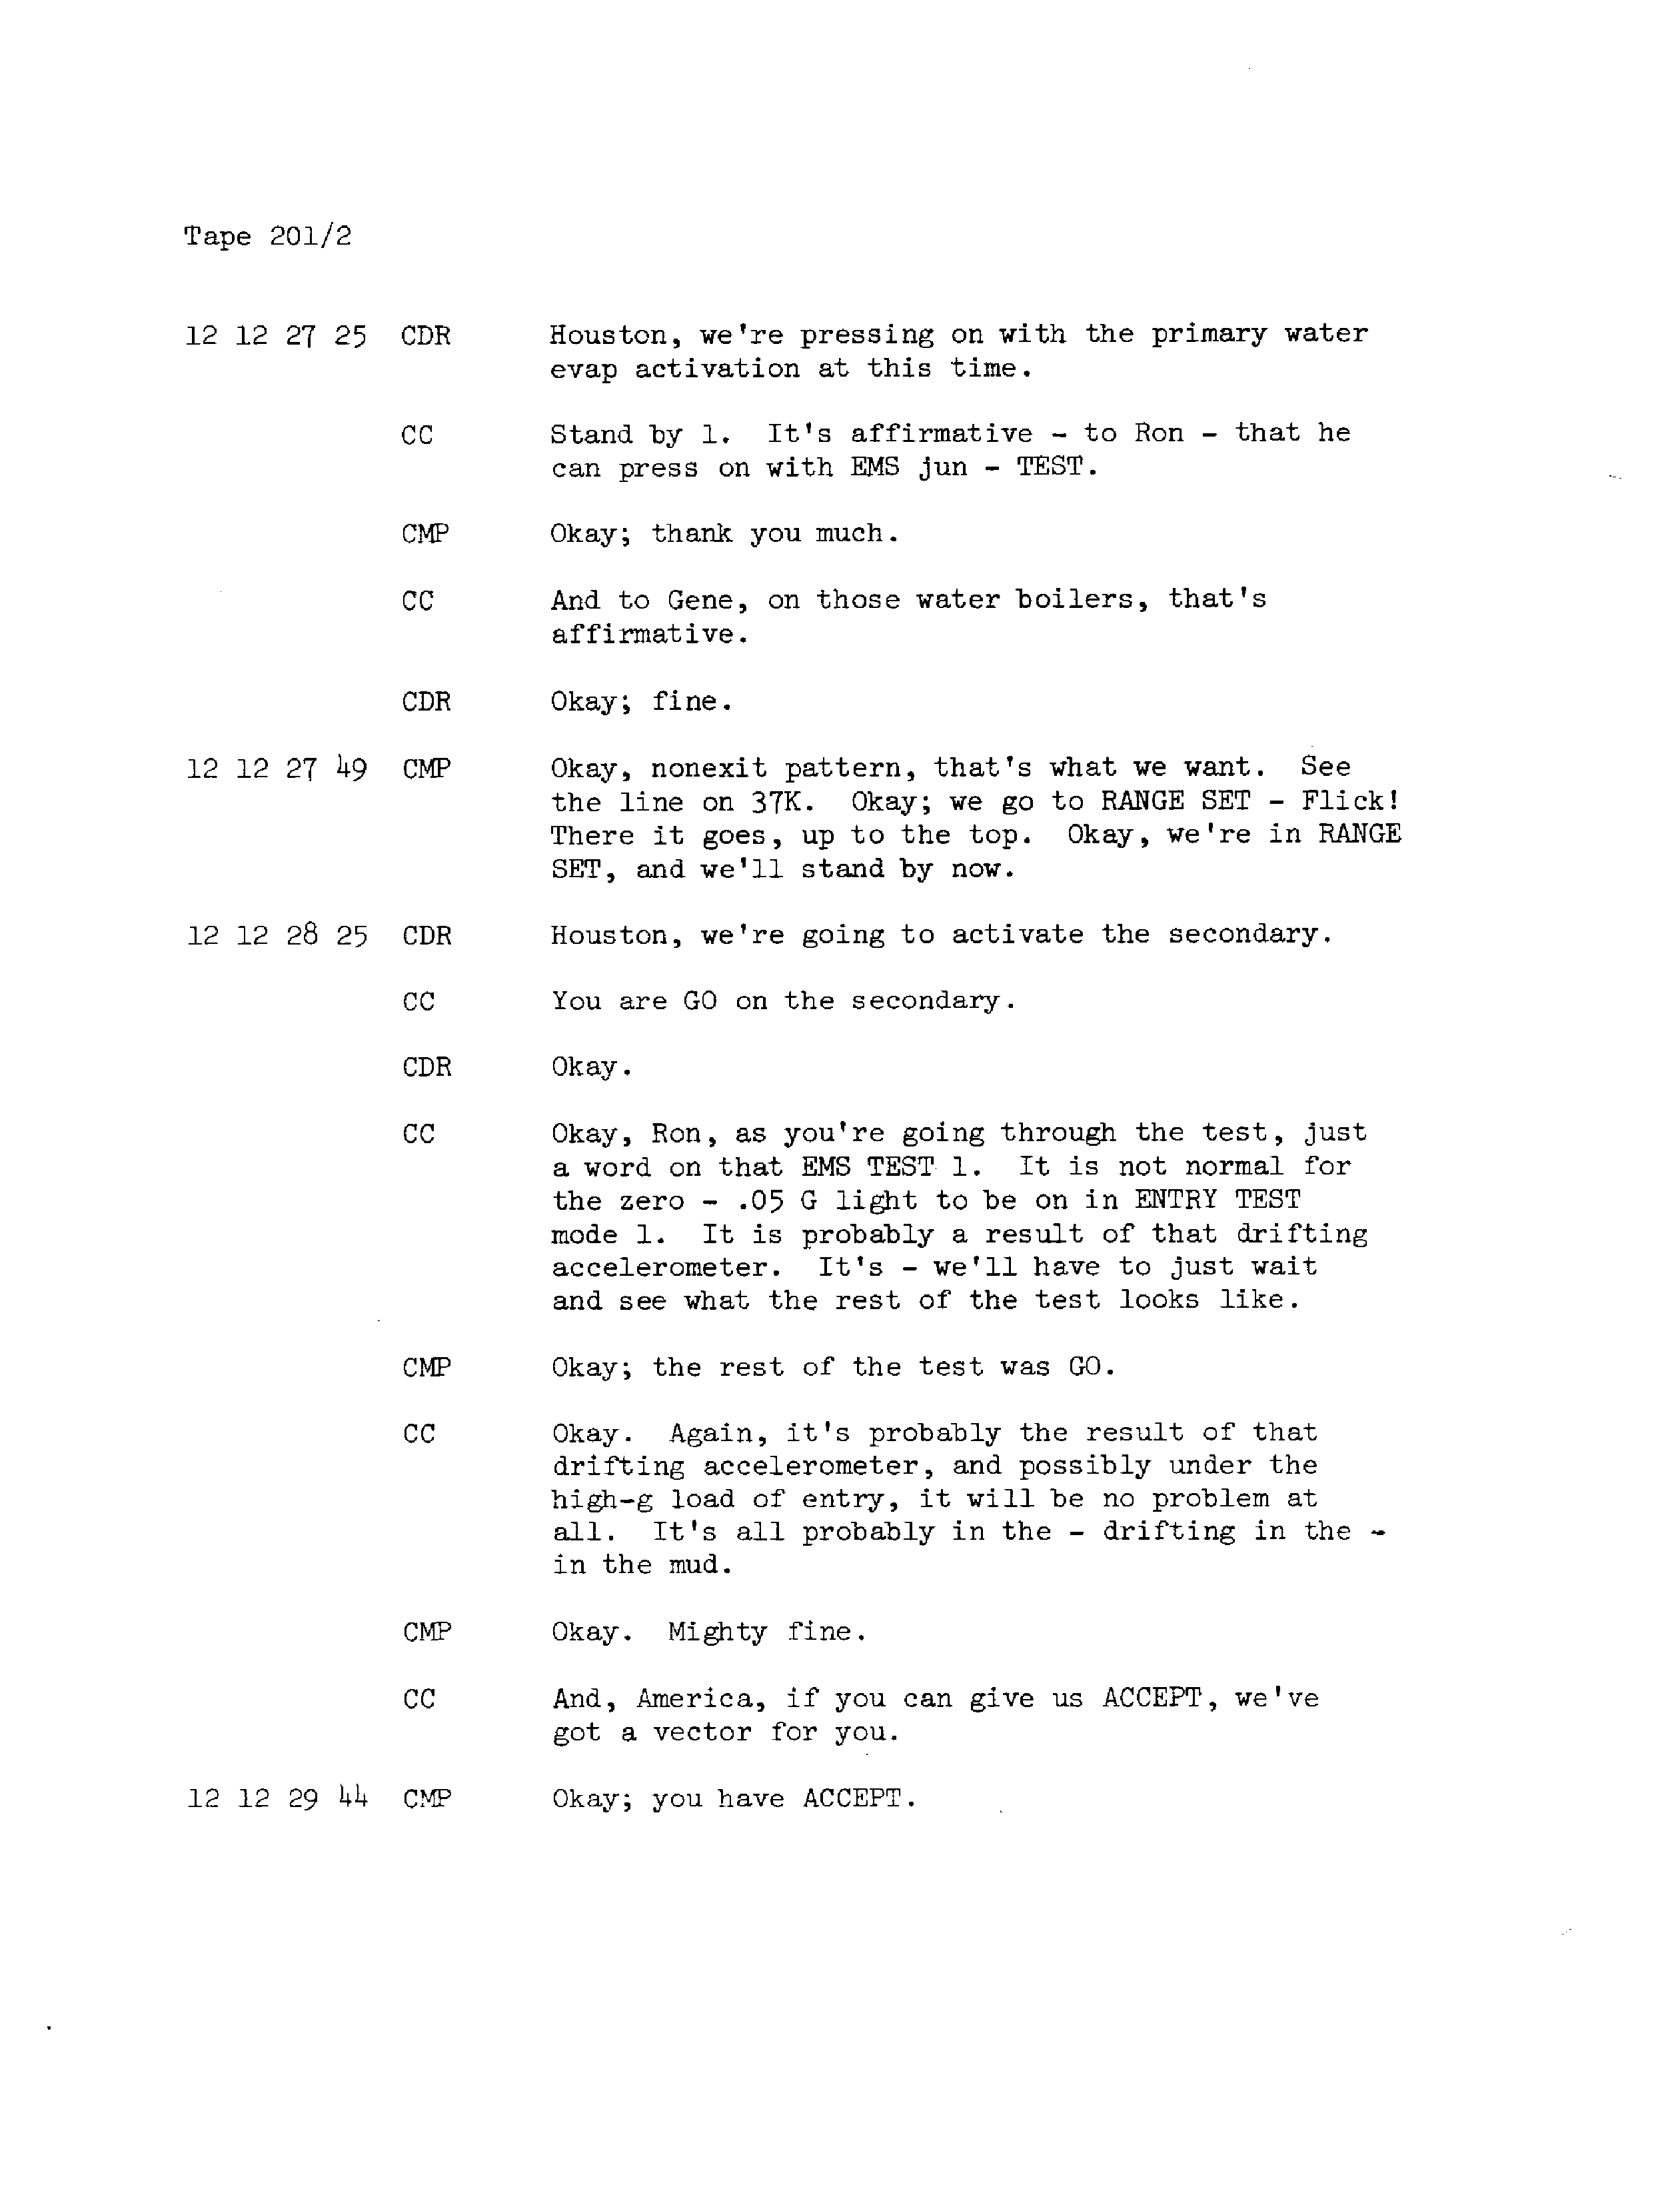 Tape 201/2
12 12 27 25 CDR Houston, we're pressing on with the primary water
evap activation at this time.
CC Stand by 1. It's affirmative - to Ron - that he
can press on with EMS jun - TEST.
CMP Okay; thank you much.
CC And to Gene, on those water boilers, that's
affirmative.
CDR Okay; fine.
12 12 27 49 CMP Okay, nonexit pattern, that's what we want. See
the line on 37K. Okay; we go to RANGE SET - Flick!
There it goes, up to the top. Okay, we're in RANGE
SET, and we'll stand by now.
12 12 28 25 CDR Houston, we're going to activate the secondary.
CC You are GO on the secondary.
CDR Okay.
CC Okay, Ron, as you're going through the test, just
a word on that EMS TEST 1. It is not normal for
the zero - .05 G light to be on in ENTRY TEST
mode 1. It is probably a result of that drifting
accelerometer. It's - we'll have to just wait
and see what the rest of the test looks like.
CMP Okay; the rest of the test was GO.
CC Okay. Again, it's probably the result of that
drifting accelerometer, and possibly under the
high-g load of entry, it will be no problem at
all. It's all probably in the - drifting in the -
in the mud.
CMP Okay. Mighty fine.
CC And, America, if you can give us ACCEPT, we've
got a vector for you.
12 12 29 44 CMP Okay; you have ACCEPT.